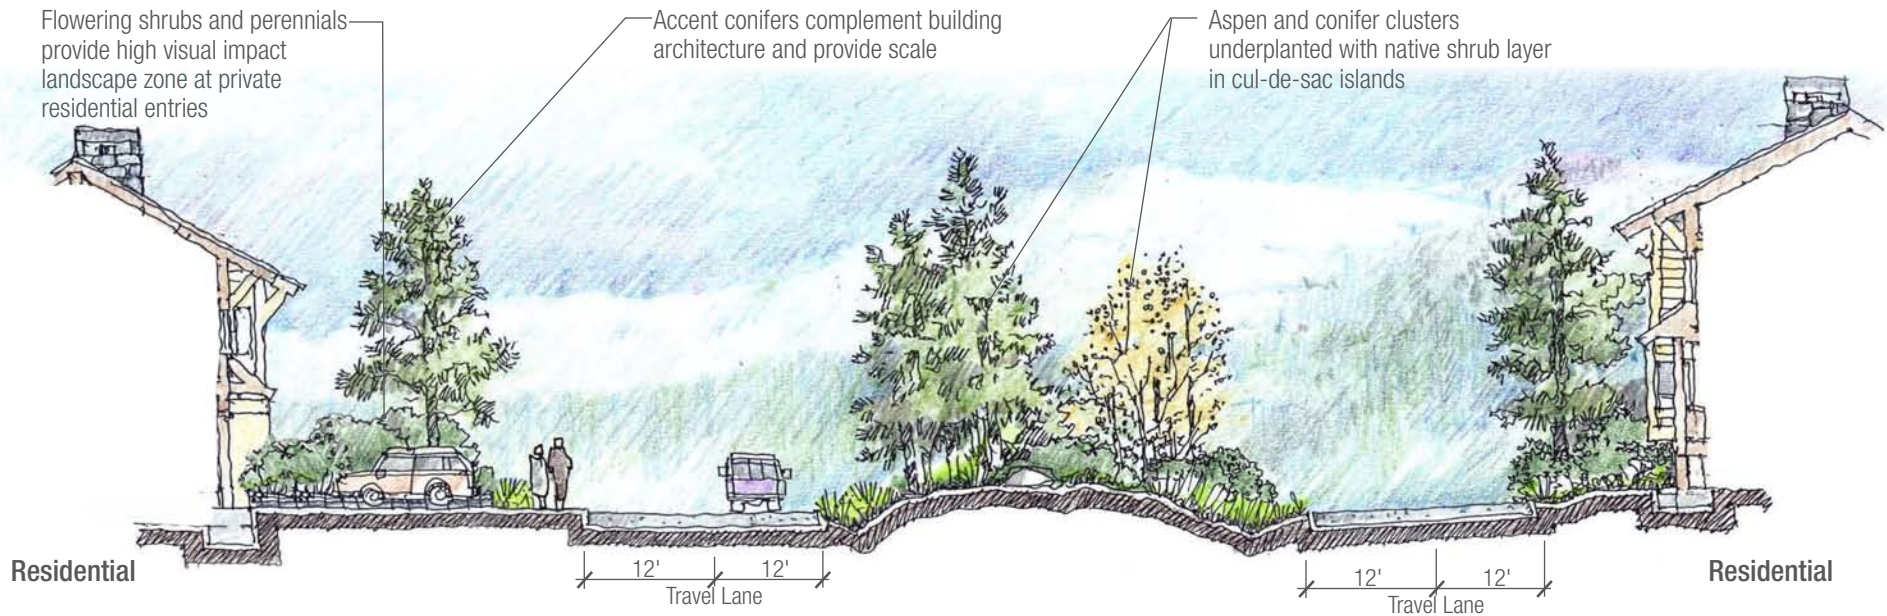 Flowering shrubs and perennials
provide high visual impact
landscape zone at private
residential entries
Accent conifers complement building
architecture and provide scale
Aspen and conifer clusters
underplanted with native shrub layer
in cul-de-sac islands
Residential
12' 12'
Travel Lane
12' 12'
Travel Lane
Residential